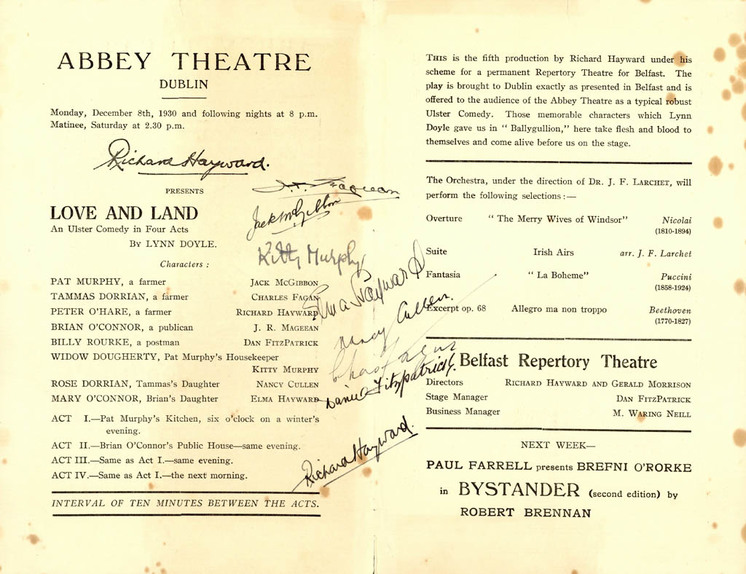 ABBEY THEATRE
DUBLIN
Monday, December 8th, 1930 and following nights at 8 p.m.
Matinee, Saturday at 2.30 p.m.
Richard Hayward.
PRESENTS
LOVE AND LAND
An Ulster Comedy in Four Acts
By LYNN DOYLE.
Characters :
PAT MURPHY, a farmer JACK MCGIBBON
TAMMAS DORRIAN, a farmer CHARLES FAGAN
PETER O'HARE, a farmer RICHARD HAYWARD
BRIAN O'CONNOR, a publican J. R. MAGEEAN
BILLY ROURKE, a postman DAN FITZPATRICK
WIDOW DOUGHERTY, Pat Murphy's Housekeeper
KITTY MURPHY
ROSE DORRIAN, Tammas's Daughter NANCY CULLEN
MARY O'CONNOR, Brian's Daughter ELMA HAYWARD
ACT I.—Pat Murphy's Kitchen, six o'clock on a winter's
evening.
ACT II.—Brian O'Connor's Public House—same evening.
ACT III.—Same as Act I.—same evening.
ACT IV.—Same as Act I.—the next morning.
INTERVAL OF TEN MINUTES BETWEEN THE ACTS.
Mageean
Jack McGibbon
Kitty Murphy
Elma Hayward
Nancy Cullen.
Daniel Fitzpatrick
Richard Hayward.
THIS is the fifth production by Richard Hayward under his
scheme for a permanent Repertory Theatre for Belfast. The
play is brought to Dublin exactly as presented in Belfast and is
offered to the audience of the Abbey Theatre as a typical robust
Ulster Comedy. Those memorable characters which Lynn
Doyle gave us in " Ballygullion," here take flesh and blood to
themselves and come alive before us on the stage.
The Orchestra, under the direction of DR. J. F. LARCHET, will
perform the following selections :—
Overture " The Merry Wives of Windsor" Nicolai
(1810-1894)
Suite Irish Airs arr. J. F. Larchet
Fantasia " La Boheme" Puccini
(1858-1924)
Excerpt op. 68 Allegro ma non troppo Beethoven
(1770-1827)
Belfast Repertory Theatre
Directors RICHARD HAYWARD AND GERALD MORRISON
Stage Manager DAN FITZPATRICK
Business Manager M. WARING NEILL
NEXT WEEK—
PAUL FARRELL presents BREFNI O'RORKE
in BYSTANDER (second edition) by
ROBERT BRENNAN